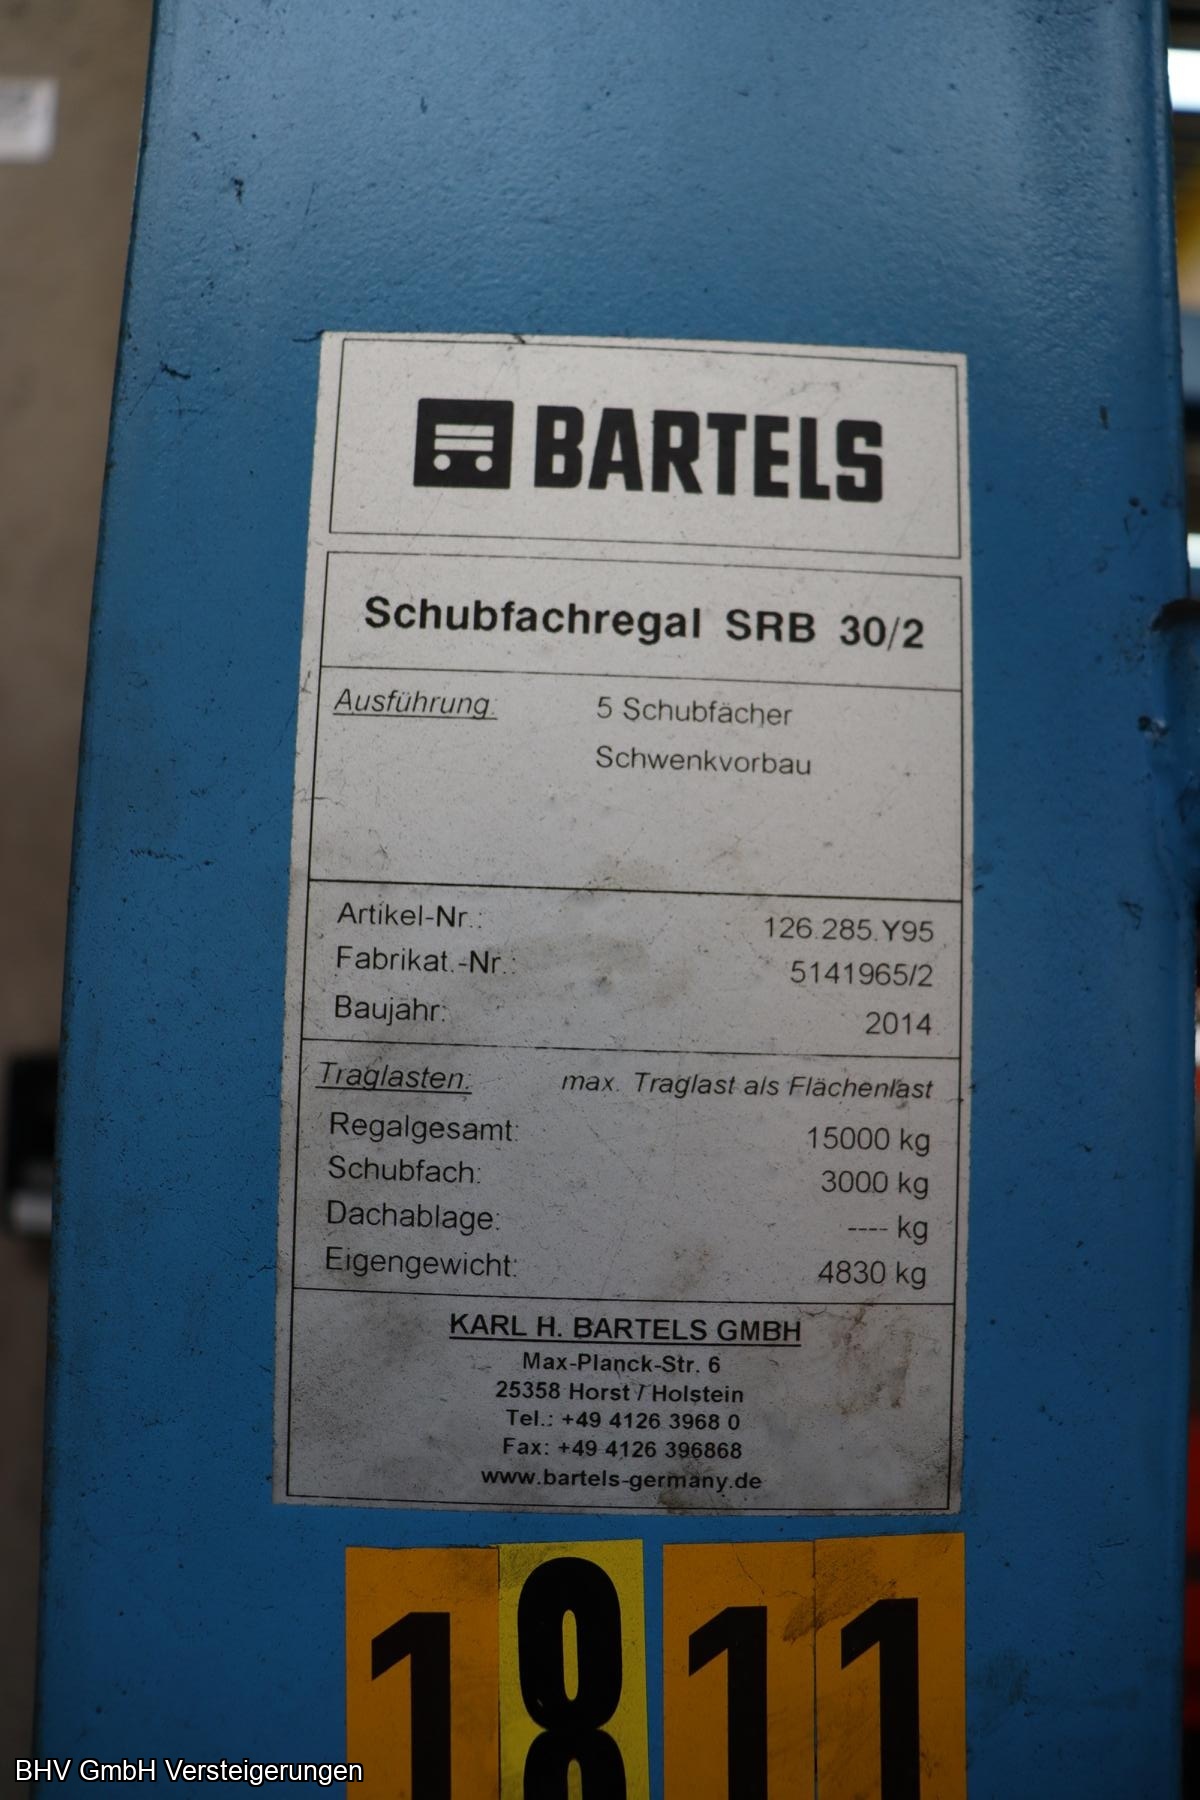 BARTELS
Schubfachregal SRB 30/2
Ausführung: 5 Schubfächer
Schwenkvorbau
Artikel-Nr.: 126.285.Y95
Fabrikat.-Nr.: 5141965/2
Baujahr: 2014
Traglasten: max. Traglast als Flächenlast
Regalgesamt: 15000 kg
Schubfach: 3000 kg
Dachablage: ---- kg
Eigengewicht: 4830 kg
KARL H. BARTELS GMBH
Max-Planck-Str. 6
25358 Horst / Holstein
Tel.: +49 4126 3968 0
Fax: +49 4126 396868
www.bartels-germany.de
1811
BHV GmbH Versteigerungen